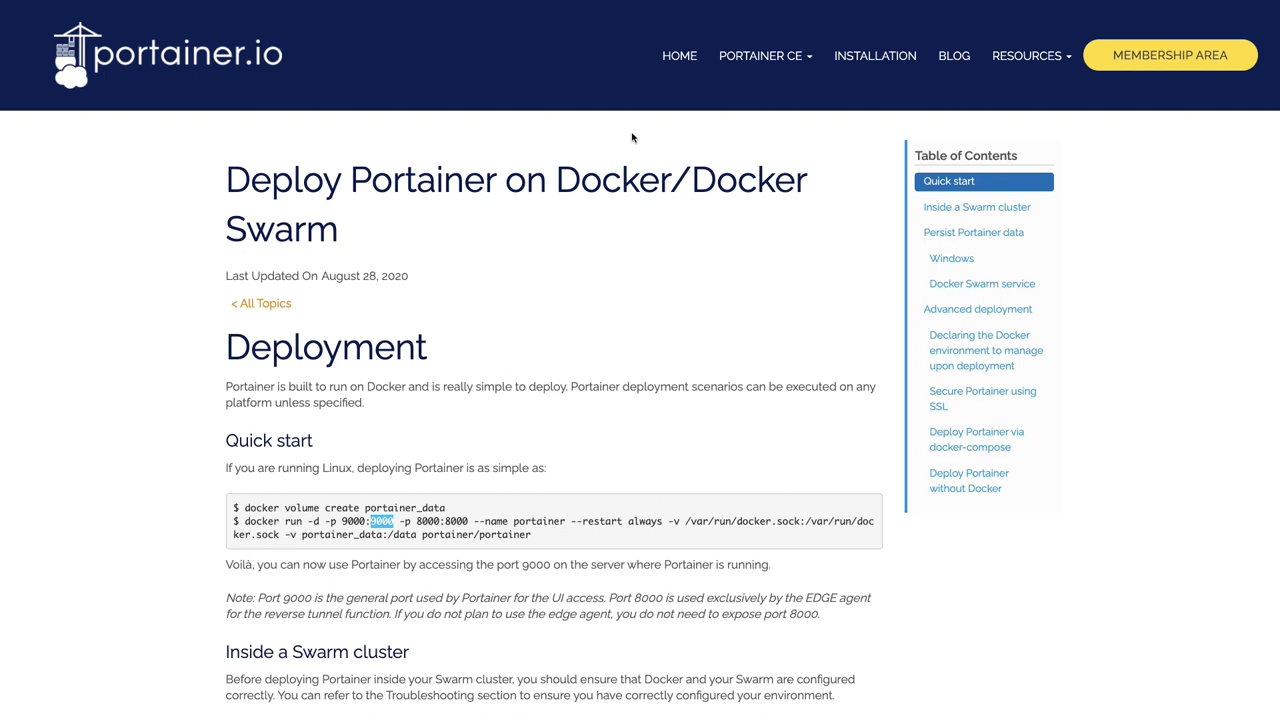 portainer.io
HOME
PORTAINER CE
INSTALLATION
BLOG
RESOURCES
MEMBERSHIP AREA
Deploy Portainer on Docker/Docker
Swarm
Last Updated On August 28, 2020
< All Topics
Deployment
Portainer is built to run on Docker and is really simple to deploy. Portainer deployment scenarios can be executed on any
platform unless specified.
Quick start
If you are running Linux, deploying Portainer is as simple as:
$ docker volume create portainer_data
$ docker run -d -p 9000:9000 -p 8000:8000 --name portainer --restart always -v /var/run/docker.sock:/var/run/doc
ker.sock -v portainer_data:/data portainer/portainer
Voilà, you can now use Portainer by accessing the port 9000 on the server where Portainer is running.
Note: Port 9000 is the general port used by Portainer for the UI access. Port 8000 is used exclusively by the EDGE agent
for the reverse tunnel function. If you do not plan to use the edge agent, you do not need to expose port 8000.
Inside a Swarm cluster
Before deploying Portainer inside your Swarm cluster, you should ensure that Docker and your Swarm are configured
correctly. You can refer to the Troubleshooting section to ensure you have correctly configured your environment.
Table of Contents
Quick start
Inside a Swarm cluster
Persist Portainer data
Windows
Docker Swarm service
Advanced deployment
Declaring the Docker
environment to manage
upon deployment
Secure Portainer using
SSL
Deploy Portainer via
docker-compose
Deploy Portainer
without Docker